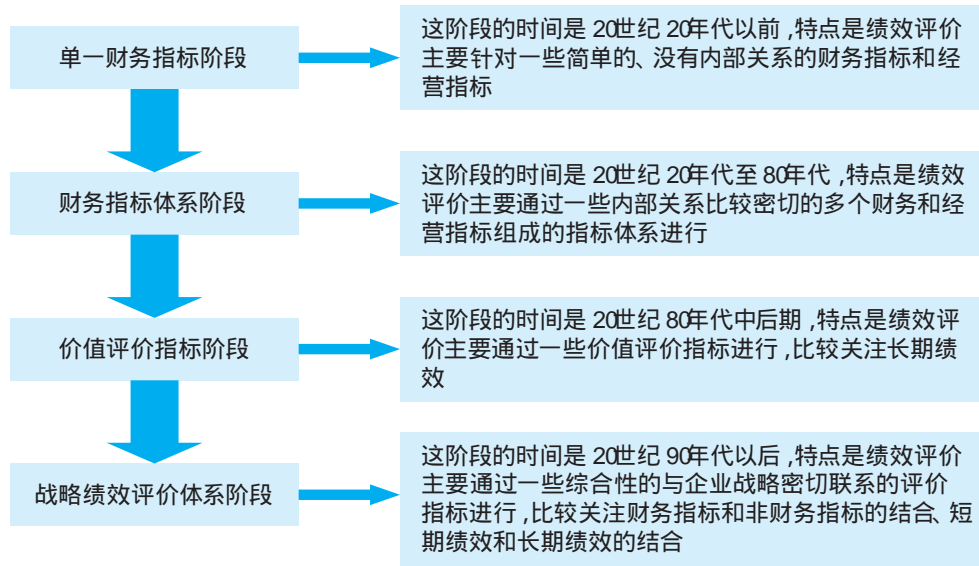 单一财务指标阶段
这阶段的时间是20世纪20年代以前,特点是绩效评价
主要针对一些简单的、没有内部关系的财务指标和经
营指标
财务指标体系阶段
这阶段的时间是20世纪20年代至80年代,特点是绩效
评价主要通过一些内部关系比较密切的多个财务和经
营指标组成的指标体系进行
价值评价指标阶段
这阶段的时间是20世纪80年代中后期,特点是绩效评
价主要通过一些价值评价指标进行,比较关注长期绩
效
战略绩效评价体系阶段
这阶段的时间是20世纪90年代以后,特点是绩效评价
主要通过一些综合性的与企业战略密切联系的评价
指标进行,比较关注财务指标和非财务指标的结合、短
期绩效和长期绩效的结合